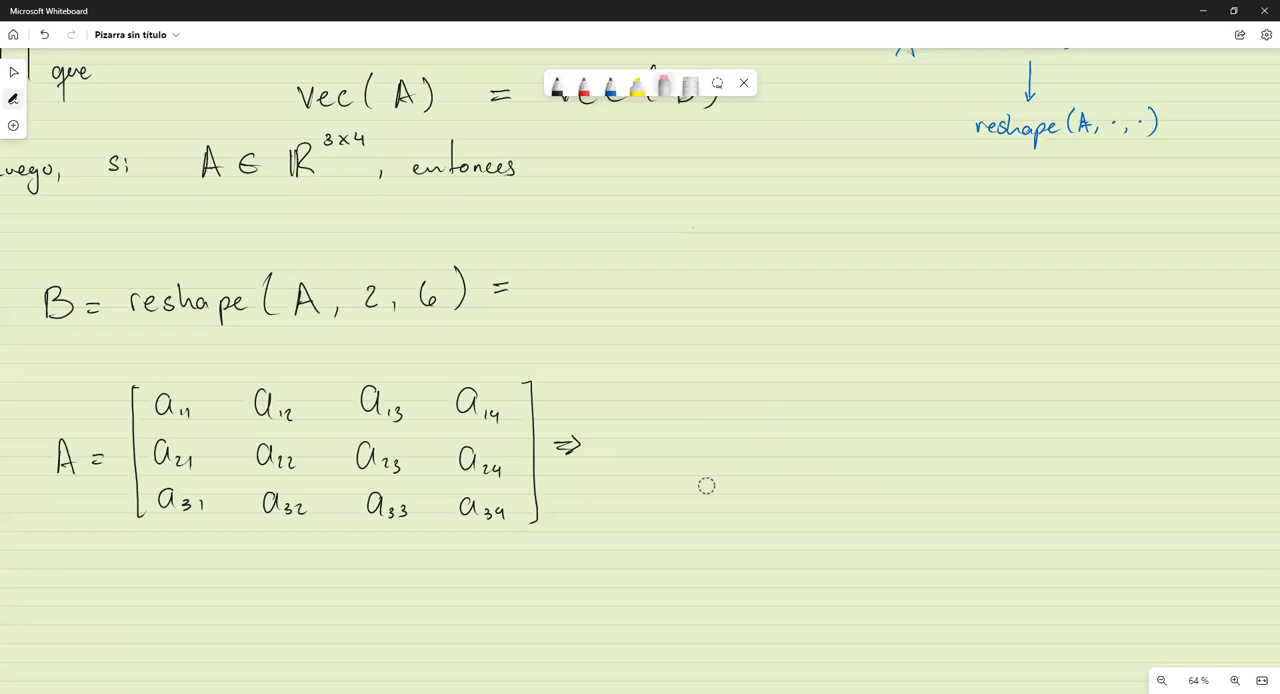 Microsoft Whiteboard
Pizarra sin título
que
vec(A) =
reshape(A, ·, ·)
si A ∈ ℝ^{3×4}, entonces
B = reshape(A, 2, 6) =
A = [ a₁₁ a₁₂ a₁₃ a₁₄
a₂₁ a₂₂ a₂₃ a₂₄
a₃₁ a₃₂ a₃₃ a₃₄ ] ⇒
64 %